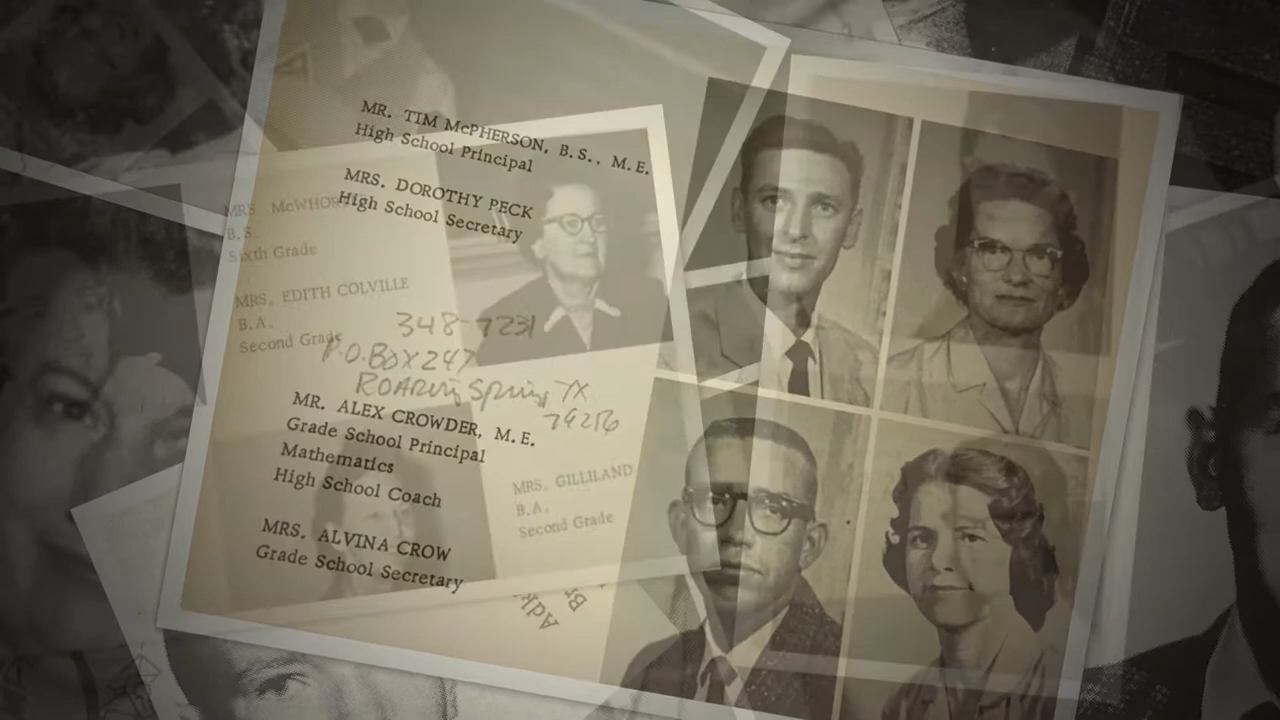 MR. TIM McPHERSON, B.S., M.E.
High School Principal
MRS. DOROTHY PECK
High School Secretary
MRS McWHOR
B.S.
Sixth Grade
MRS. EDITH COLVILLE
B.A.
Second Grade
348-7231
P.O. BOX 247
ROARING Spring TX
MR. ALEX CROWDER, M.E.
Grade School Principal
Mathematics
High School Coach
MRS. GILLILAND
B.A.
Second Grade
MRS. ALVINA CROW
Grade School Secretary